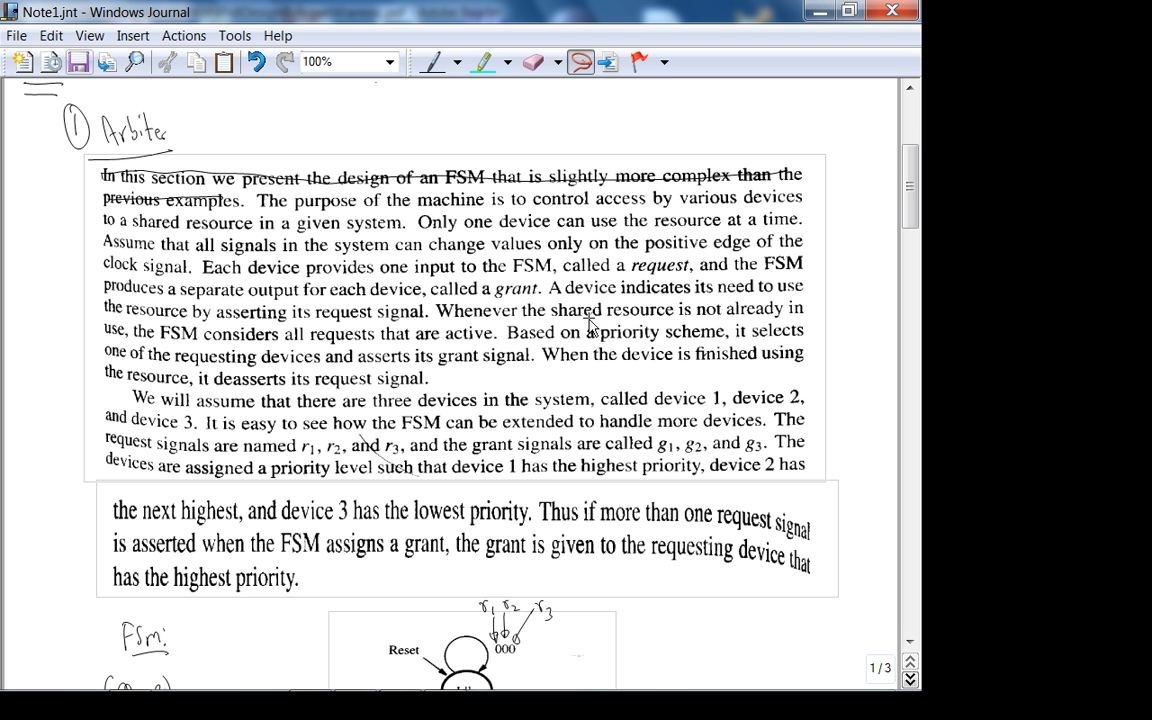 Note1.jnt - Windows Journal
File Edit View Insert Actions Tools Help
100%
① Arbiter
In this section we present the design of an FSM that is slightly more complex than the
previous examples. The purpose of the machine is to control access by various devices
to a shared resource in a given system. Only one device can use the resource at a time.
Assume that all signals in the system can change values only on the positive edge of the
clock signal. Each device provides one input to the FSM, called a request, and the FSM
produces a separate output for each device, called a grant. A device indicates its need to use
the resource by asserting its request signal. Whenever the shared resource is not already in
use, the FSM considers all requests that are active. Based on a priority scheme, it selects
one of the requesting devices and asserts its grant signal. When the device is finished using
the resource, it deasserts its request signal.
We will assume that there are three devices in the system, called device 1, device 2,
and device 3. It is easy to see how the FSM can be extended to handle more devices. The
request signals are named r1, r2, and r3, and the grant signals are called g1, g2, and g3. The
devices are assigned a priority level such that device 1 has the highest priority, device 2 has
the next highest, and device 3 has the lowest priority. Thus if more than one request signal
is asserted when the FSM assigns a grant, the grant is given to the requesting device that
has the highest priority.
r1 r2 r3
FSM:
Reset 000
1 / 3